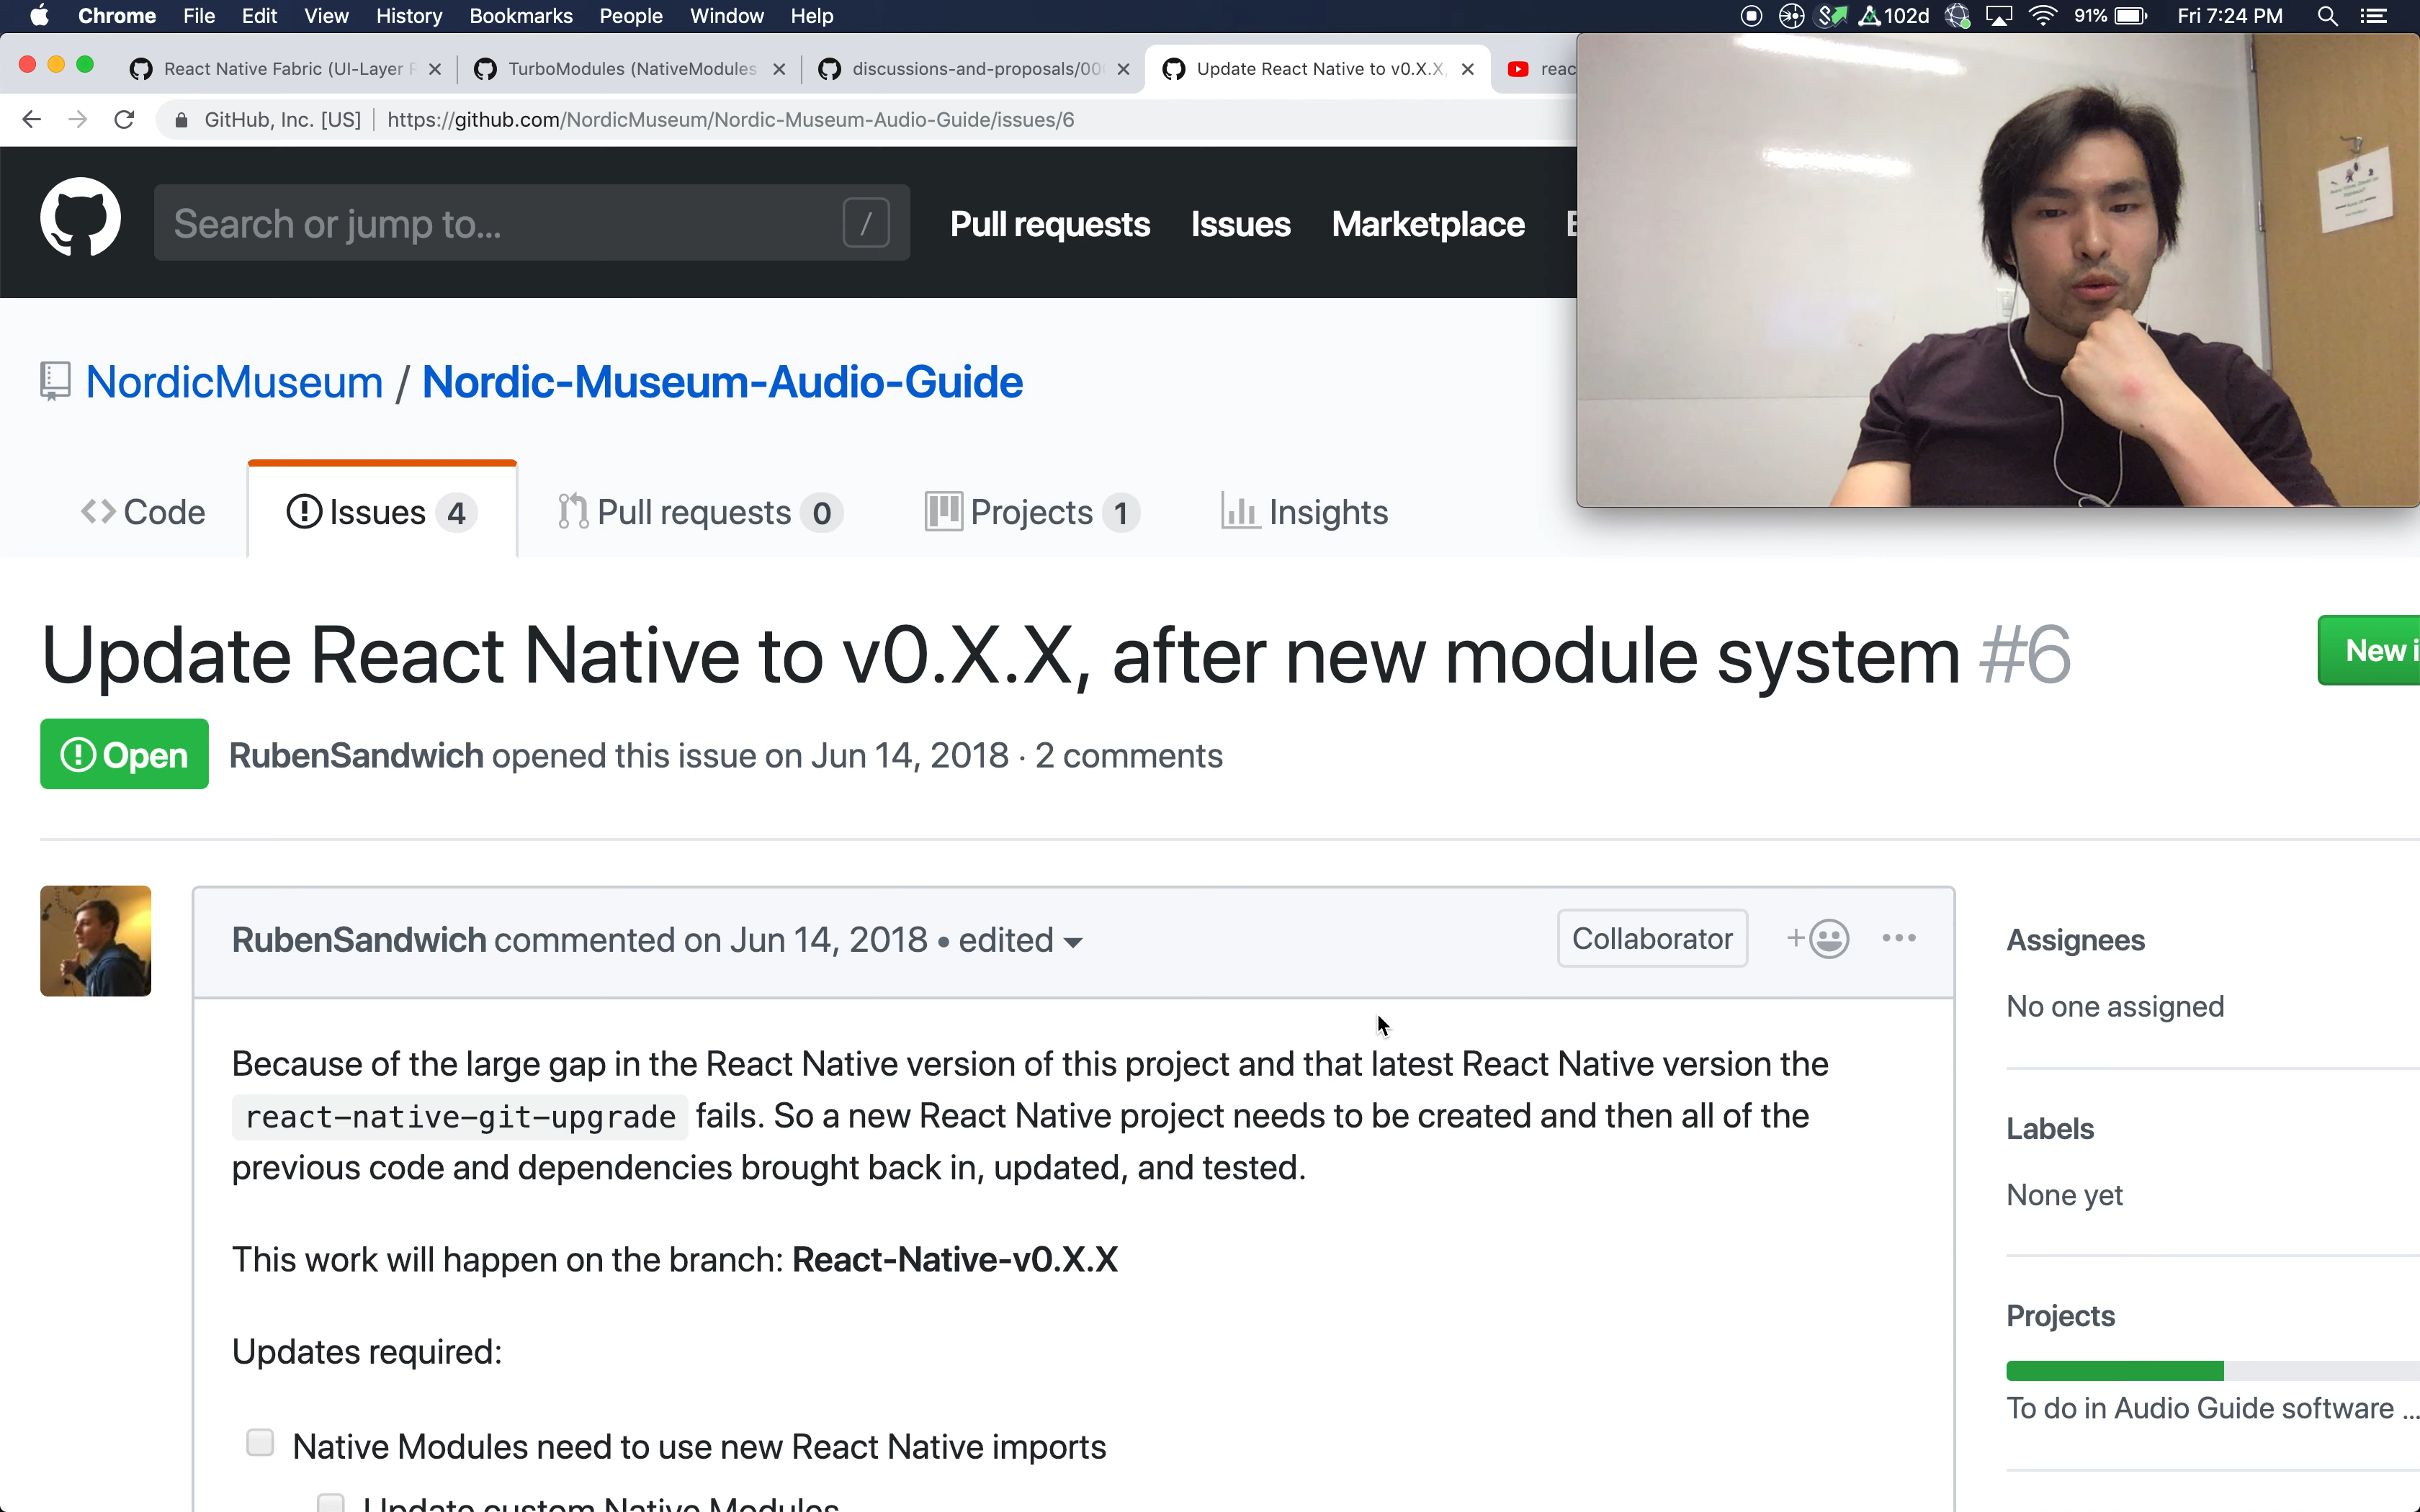 Chrome File Edit View History Bookmarks People Window Help 102d 91% Fri 7:24 PM
React Native Fabric (UI-Layer TurboModules (NativeModules discussions-and-proposals/00 Update React Native to v0.X.X, reac
GitHub, Inc. [US] https://github.com/NordicMuseum/Nordic-Museum-Audio-Guide/issues/6
Search or jump to... / Pull requests Issues Marketplace
NordicMuseum / Nordic-Museum-Audio-Guide
Code Issues 4 Pull requests 0 Projects 1 Insights
Update React Native to v0.X.X, after new module system #6
New i
Open RubenSandwich opened this issue on Jun 14, 2018 · 2 comments
RubenSandwich commented on Jun 14, 2018 • edited Collaborator
Because of the large gap in the React Native version of this project and that latest React Native version the
react-native-git-upgrade fails. So a new React Native project needs to be created and then all of the
previous code and dependencies brought back in, updated, and tested.
This work will happen on the branch: React-Native-v0.X.X
Updates required:
Native Modules need to use new React Native imports
Update custom Native Modules
Assignees
No one assigned
Labels
None yet
Projects
To do in Audio Guide software ...